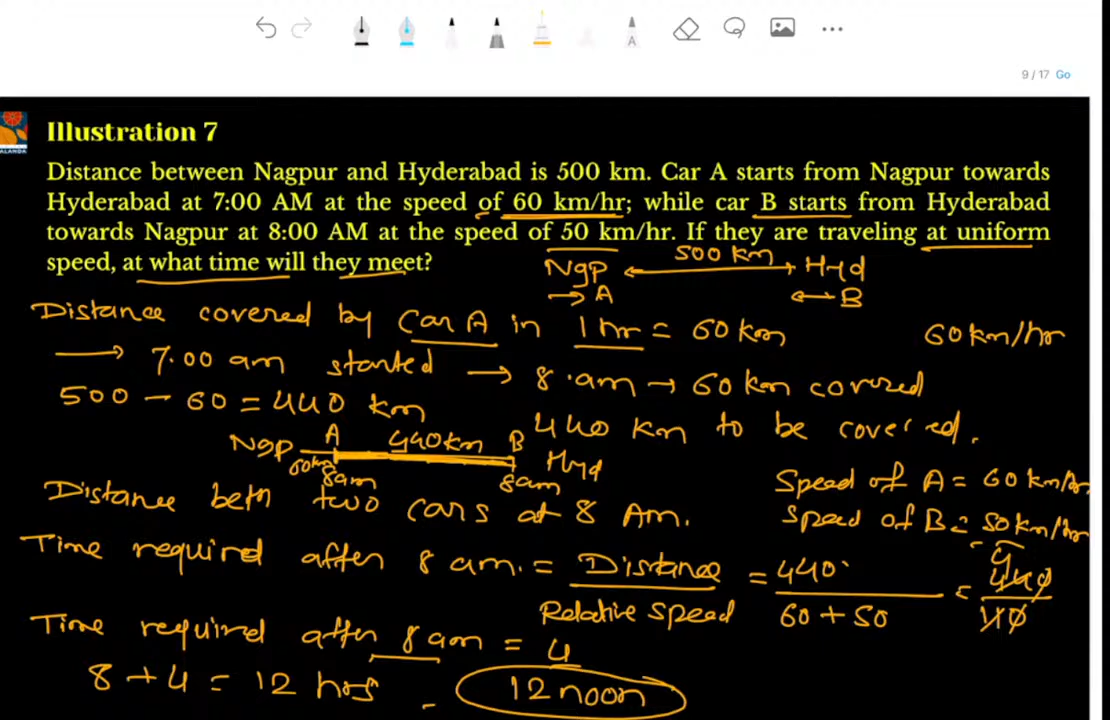 9 / 17 Go
Illustration 7
Distance between Nagpur and Hyderabad is 500 km. Car A starts from Nagpur towards
Hyderabad at 7:00 AM at the speed of 60 km/hr; while car B starts from Hyderabad
towards Nagpur at 8:00 AM at the speed of 50 km/hr. If they are traveling at uniform
speed, at what time will they meet?
Ngp 500 km Hyd
→ A ← B
Distance covered by Car A in 1 hr = 60 km 60 km/hr
→ 7.00 am started → 8.am → 60 km covered
500 - 60 = 440 km
440 km to be covered.
Ngp A 440km B Hyd
60km 8am 8am
Distance betn two cars at 8 Am.
Speed of A = 60 km/hr
Speed of B = 50 km/hr
Time required after 8 am. = Distance / Relative speed = 440 / 60 + 50 = 440 / 110
4
Time required after 8 am = 4
8 + 4 = 12 hrs
12 noon